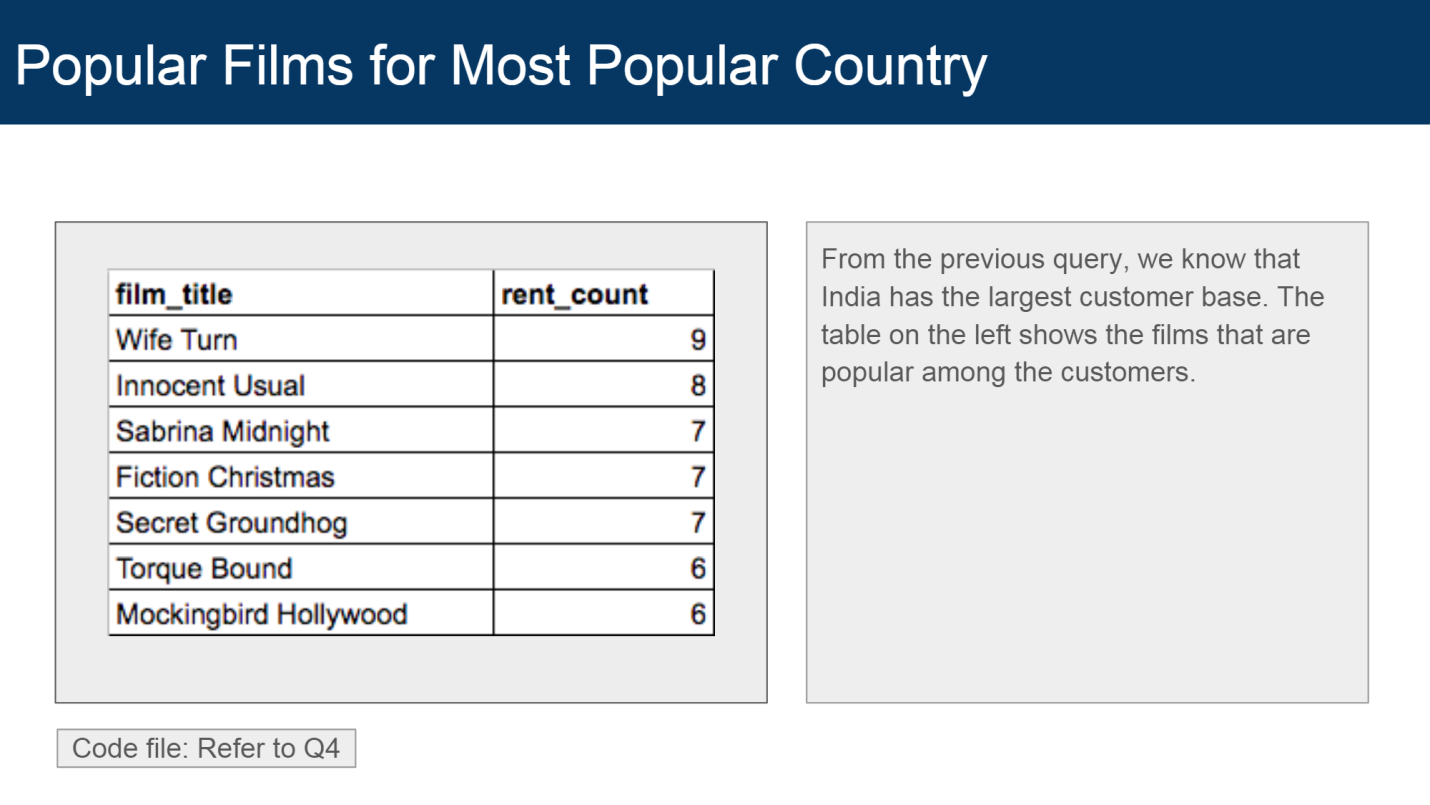 Popular Films for Most Popular Country
film_title rent_count
Wife Turn 9
Innocent Usual 8
Sabrina Midnight 7
Fiction Christmas 7
Secret Groundhog 7
Torque Bound 6
Mockingbird Hollywood 6
From the previous query, we know that
India has the largest customer base. The
table on the left shows the films that are
popular among the customers.
Code file: Refer to Q4